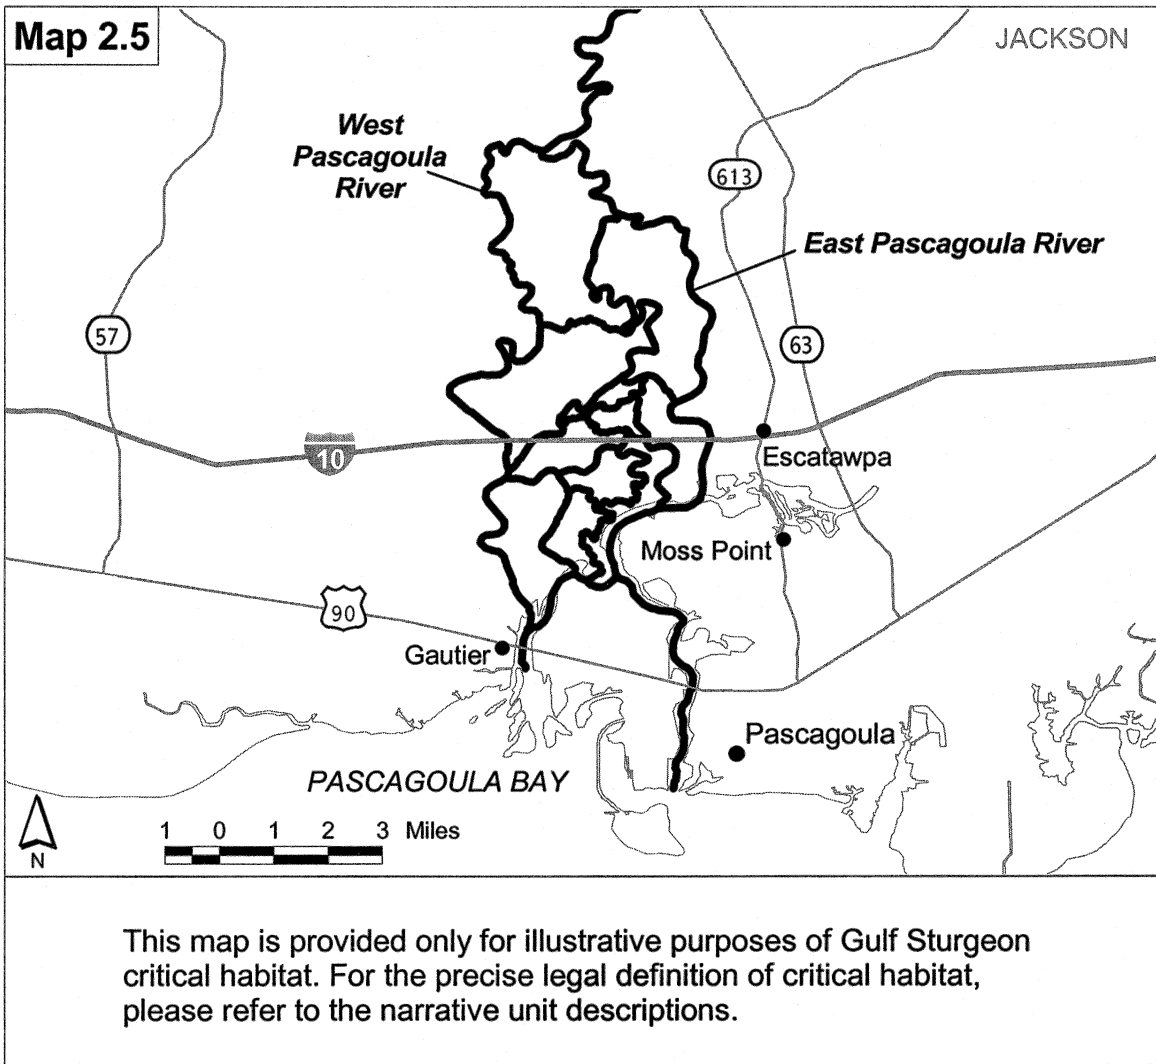 Map 2.5
JACKSON
West
Pascagoula
River
613
East Pascagoula River
57
63
10
Escatawpa
Moss Point
90
Gautier
Pascagoula
PASCAGOULA BAY
1 0 1 2 3 Miles
N
This map is provided only for illustrative purposes of Gulf Sturgeon
critical habitat. For the precise legal definition of critical habitat,
please refer to the narrative unit descriptions.